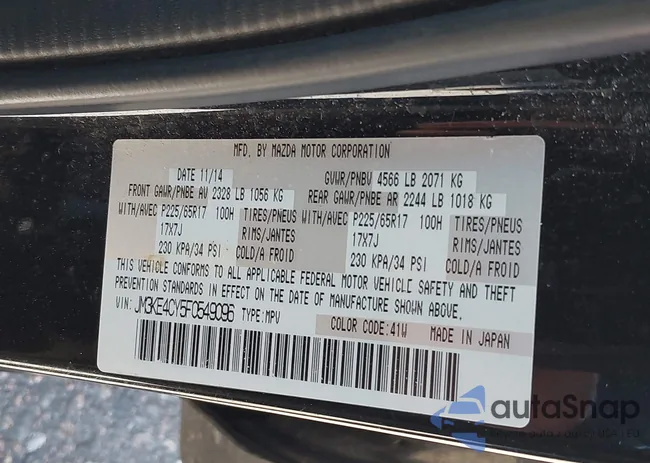 MFD. BY MAZDA MOTOR CORPORATION
DATE 11/14 GVWR/PNBV 4566 LB 2071 KG
FRONT GAWR/PNBE AV 2328 LB 1056 KG REAR GAWR/PNBE AR 2244 LB 1018 KG
WITH/AVEC P225/65R17 100H TIRES/PNEUS WITH/AVEC P225/65R17 100H TIRES/PNEUS
17X7J RIMS/JANTES 17X7J RIMS/JANTES
230 KPA/34 PSI COLD/A FROID 230 KPA/34 PSI COLD/A FROID
THIS VEHICLE CONFORMS TO ALL APPLICABLE FEDERAL MOTOR VEHICLE SAFETY AND THEFT
PREVENTION STANDARDS IN EFFECT ON THE DATE OF MANUFACTURE SHOWN ABOVE.
VIN: JM3KE4CY5F0549096 TYPE:MPV
COLOR CODE:41W MADE IN JAPAN
autoSnap